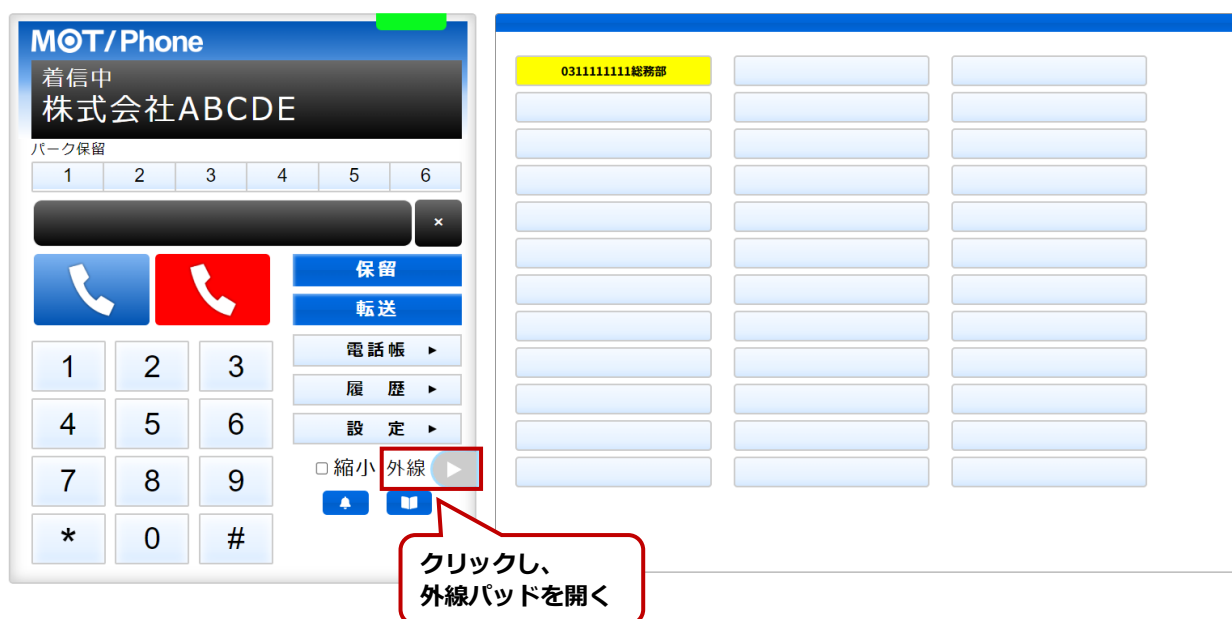 MOT/Phone
着信中
株式会社ABCDE
パーク保留
1 2 3 4 5 6
×
保留
転送
1 2 3
電話帳 ►
履 歴 ►
4 5 6
設 定 ►
縮小 外線
7 8 9
* 0 #
クリックし、
外線パッドを開く
0311111111総務部